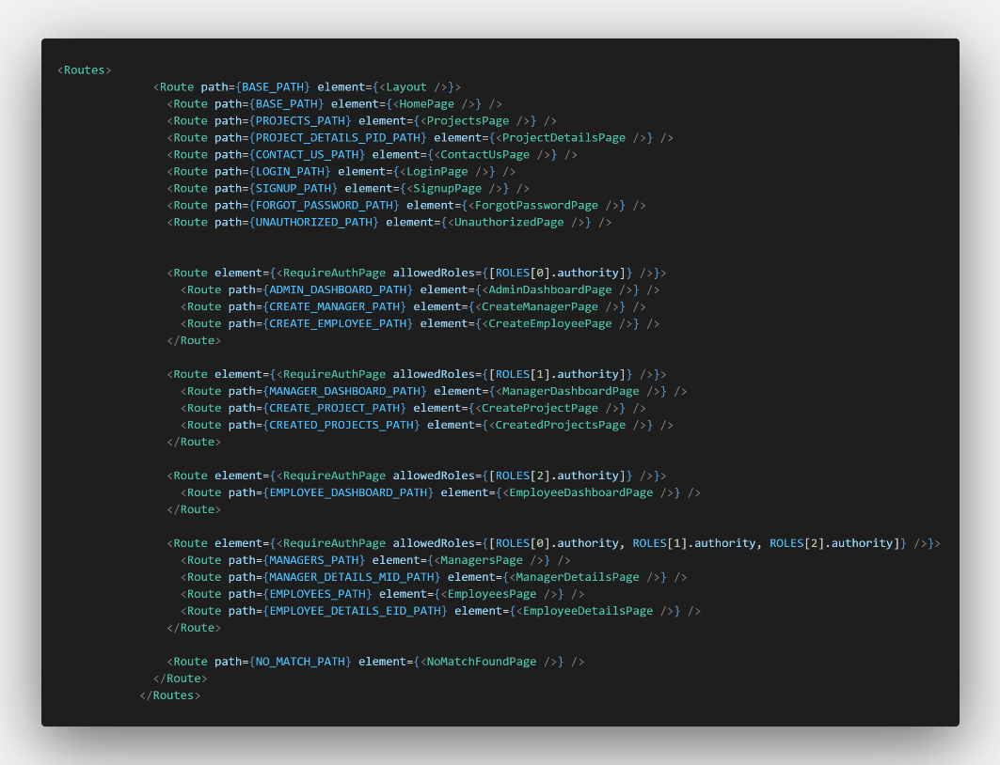 <Routes>
<Route path={BASE_PATH} element={<Layout />}>
<Route path={BASE_PATH} element={<HomePage />} />
<Route path={PROJECTS_PATH} element={<ProjectsPage />} />
<Route path={PROJECT_DETAILS_PID_PATH} element={<ProjectDetailsPage />} />
<Route path={CONTACT_US_PATH} element={<ContactUsPage />} />
<Route path={LOGIN_PATH} element={<LoginPage />} />
<Route path={SIGNUP_PATH} element={<SignupPage />} />
<Route path={FORGOT_PASSWORD_PATH} element={<ForgotPasswordPage />} />
<Route path={UNAUTHORIZED_PATH} element={<UnauthorizedPage />} />
<Route element={<RequireAuthPage allowedRoles={[ROLES[0].authority]} />}>
<Route path={ADMIN_DASHBOARD_PATH} element={<AdminDashboardPage />} />
<Route path={CREATE_MANAGER_PATH} element={<CreateManagerPage />} />
<Route path={CREATE_EMPLOYEE_PATH} element={<CreateEmployeePage />} />
</Route>
<Route element={<RequireAuthPage allowedRoles={[ROLES[1].authority]} />}>
<Route path={MANAGER_DASHBOARD_PATH} element={<ManagerDashboardPage />} />
<Route path={CREATE_PROJECT_PATH} element={<CreateProjectPage />} />
<Route path={CREATED_PROJECTS_PATH} element={<CreatedProjectsPage />} />
</Route>
<Route element={<RequireAuthPage allowedRoles={[ROLES[2].authority]} />}>
<Route path={EMPLOYEE_DASHBOARD_PATH} element={<EmployeeDashboardPage />} />
</Route>
<Route element={<RequireAuthPage allowedRoles={[ROLES[0].authority, ROLES[1].authority, ROLES[2].authority]} />}>
<Route path={MANAGERS_PATH} element={<ManagersPage />} />
<Route path={MANAGER_DETAILS_MID_PATH} element={<ManagerDetailsPage />} />
<Route path={EMPLOYEES_PATH} element={<EmployeesPage />} />
<Route path={EMPLOYEE_DETAILS_EID_PATH} element={<EmployeeDetailsPage />} />
</Route>
<Route path={NO_MATCH_PATH} element={<NoMatchFoundPage />} />
</Route>
</Routes>